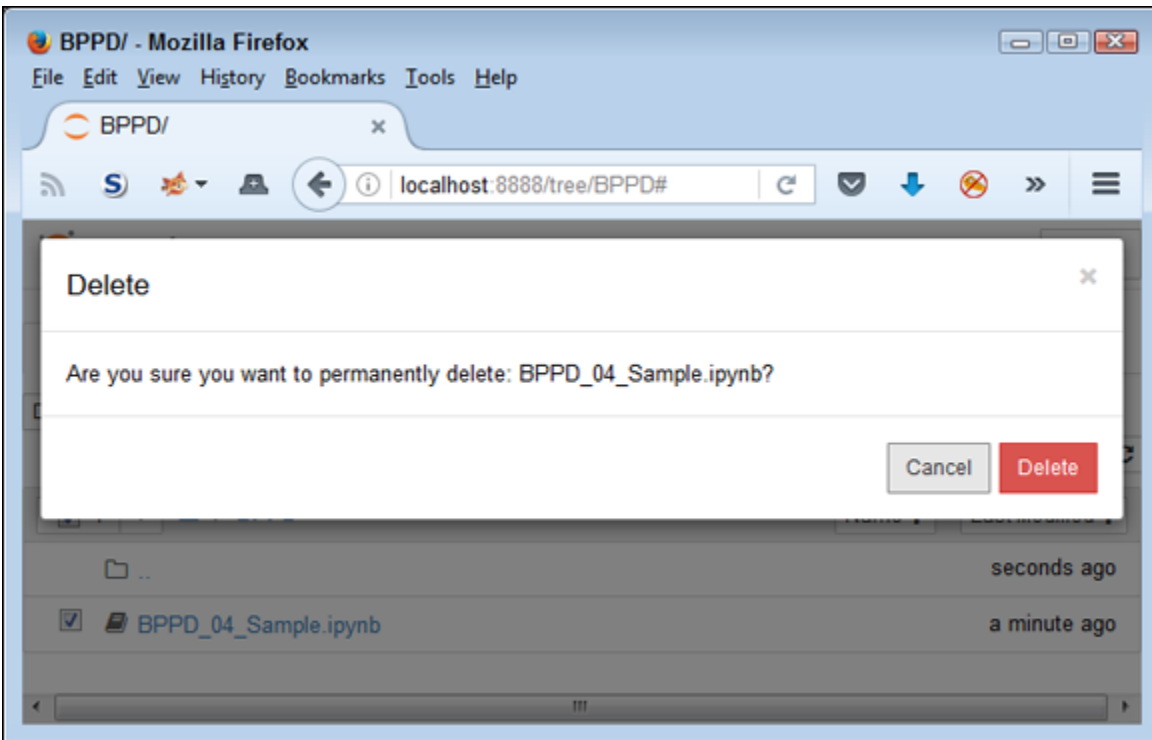 BPPD/ - Mozilla Firefox
File Edit View History Bookmarks Tools Help
BPPD/
localhost:8888/tree/BPPD#
Delete
Are you sure you want to permanently delete: BPPD_04_Sample.ipynb?
Cancel Delete
..
seconds ago
BPPD_04_Sample.ipynb
a minute ago